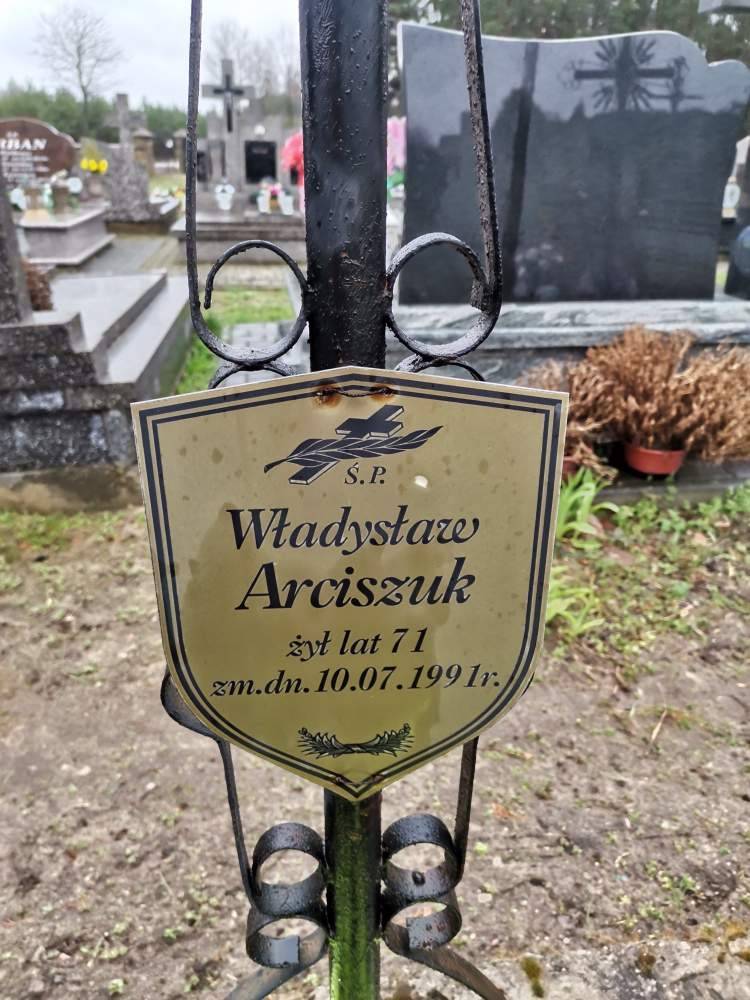 Ś.P.
Władysław
Arciszuk
żył lat 71
zm.dn.10.07.1991r.